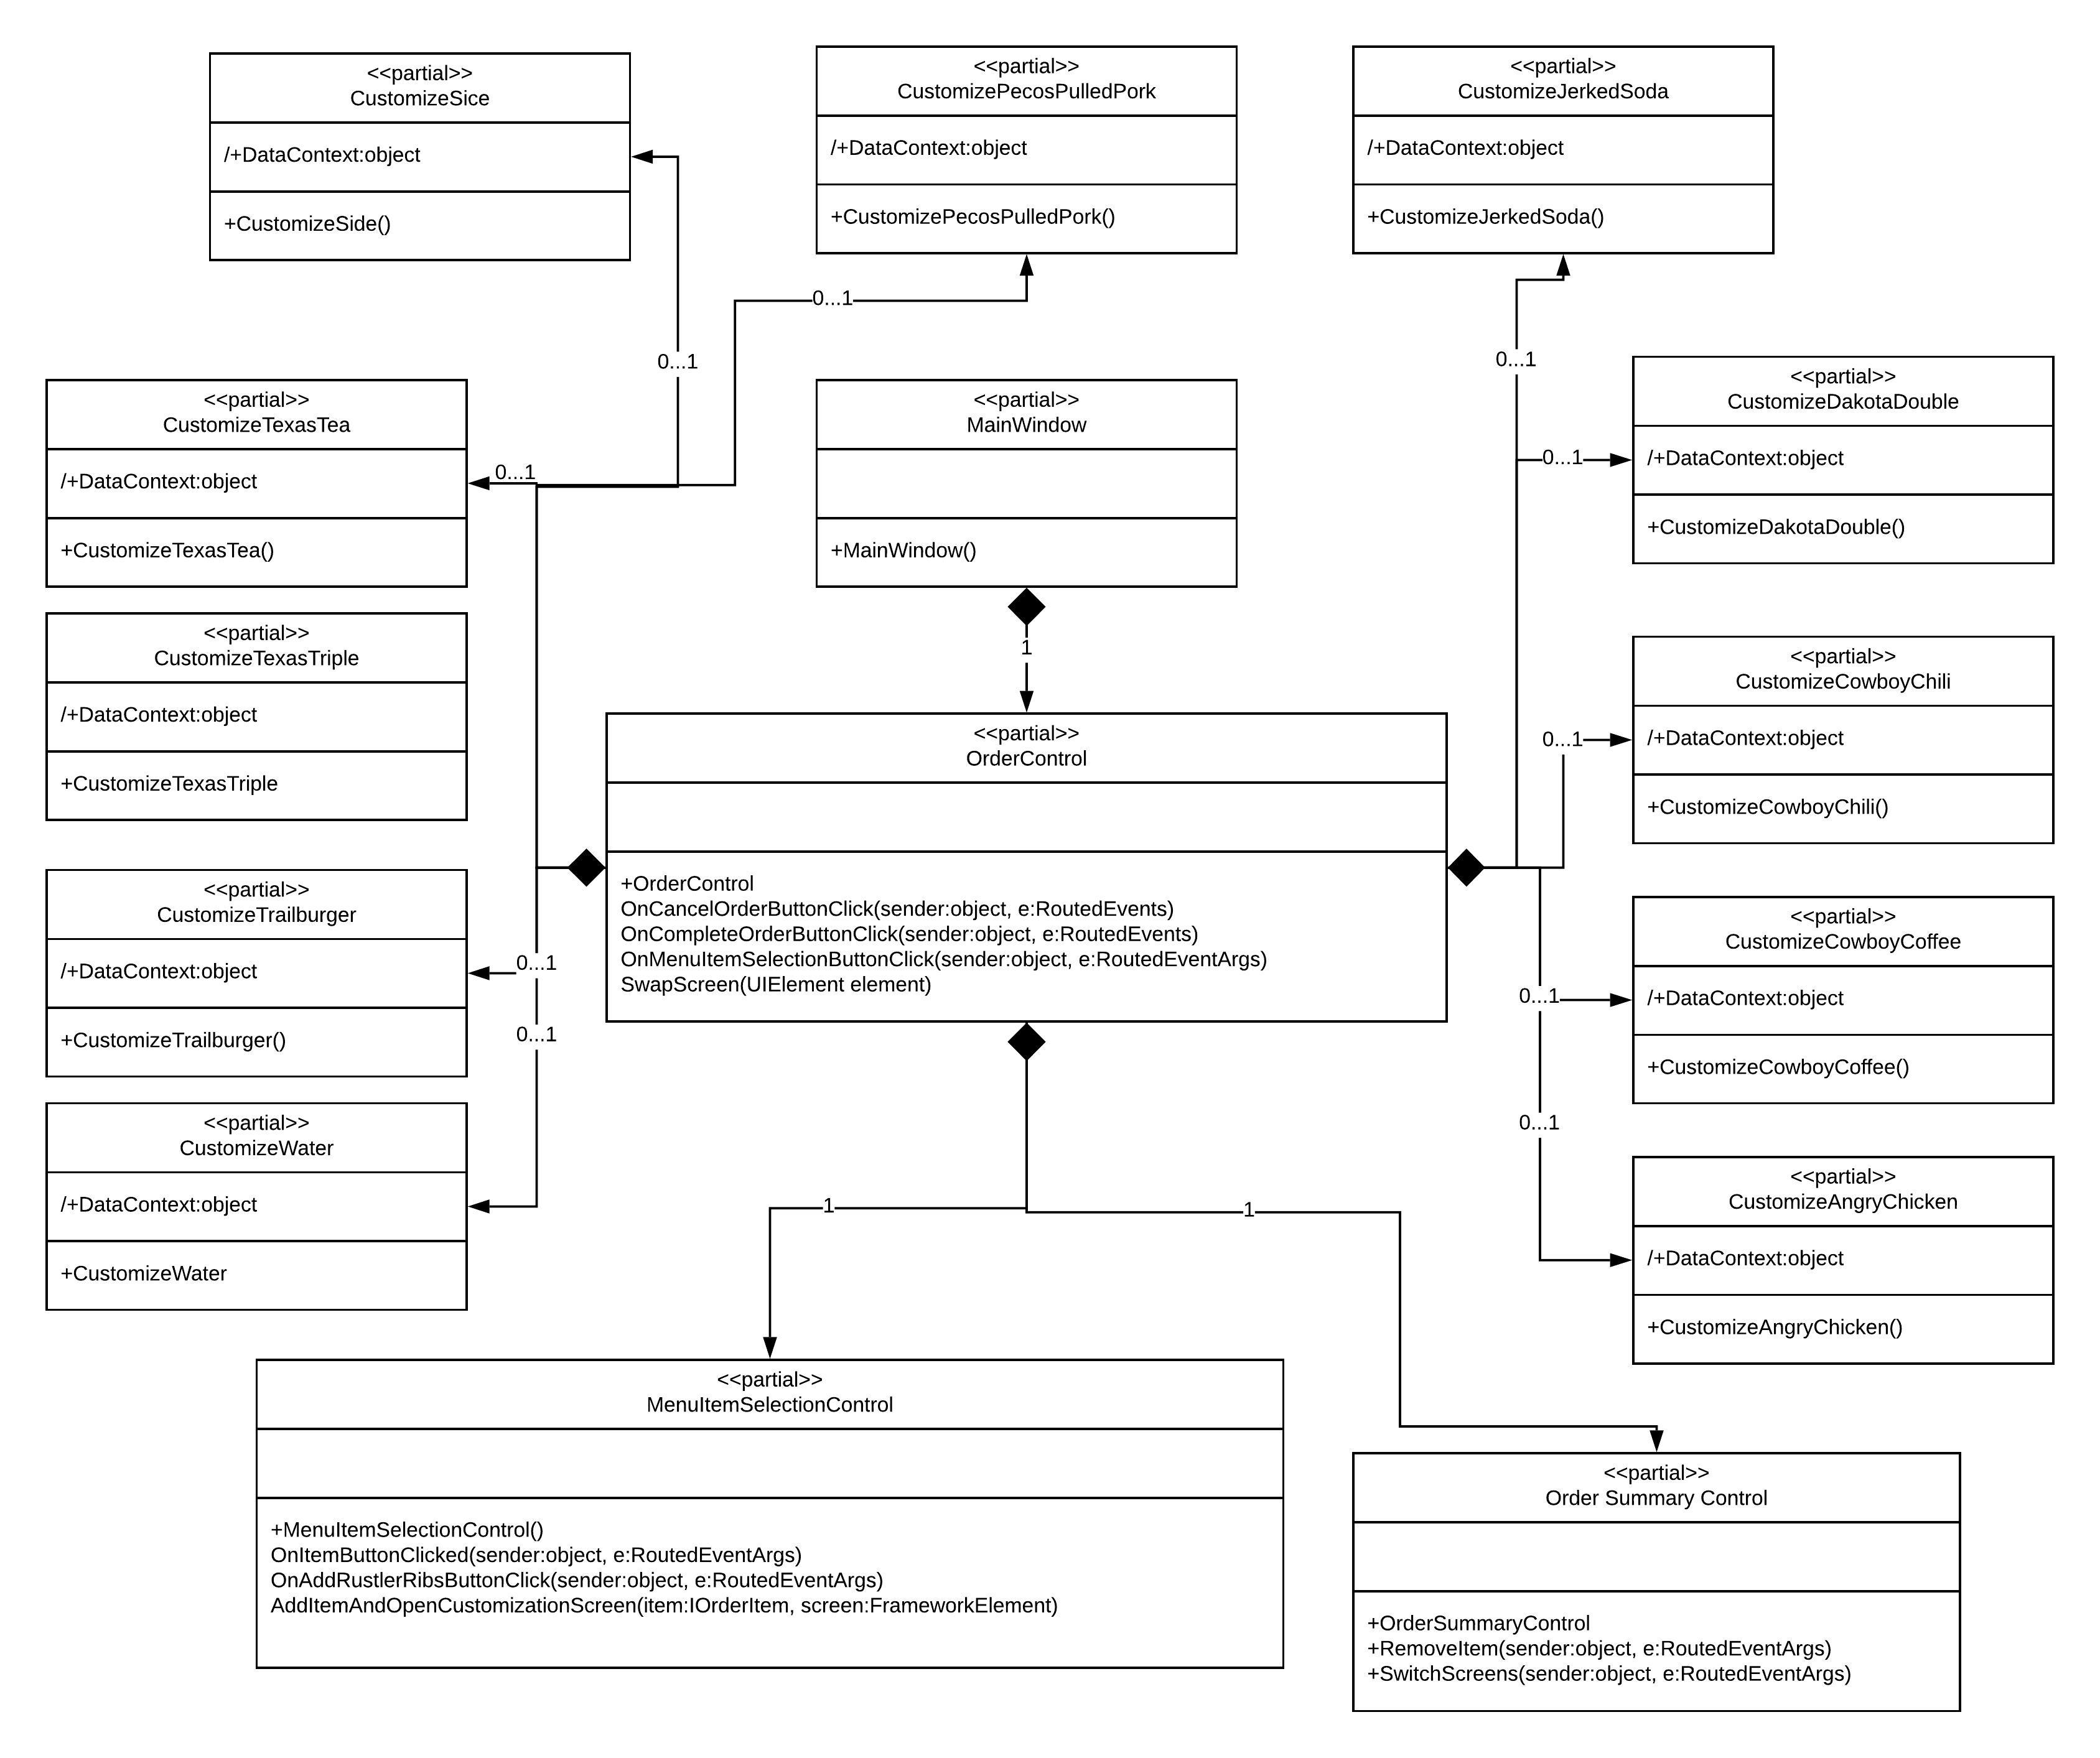 <<partial>>
CustomizeSice
/+DataContext:object
+CustomizeSide()
<<partial>>
CustomizePecosPulledPork
/+DataContext:object
+CustomizePecosPulledPork()
<<partial>>
CustomizeJerkedSoda
/+DataContext:object
+CustomizeJerkedSoda()
0...1
0...1
0...1
<<partial>>
CustomizeTexasTea
/+DataContext:object
+CustomizeTexasTea()
0...1
<<partial>>
MainWindow
+MainWindow()
1
<<partial>>
CustomizeDakotaDouble
/+DataContext:object
+CustomizeDakotaDouble()
0...1
<<partial>>
CustomizeTexasTriple
/+DataContext:object
+CustomizeTexasTriple
<<partial>>
OrderControl
+OrderControl
OnCancelOrderButtonClick(sender:object, e:RoutedEvents)
OnCompleteOrderButtonClick(sender:object, e:RoutedEvents)
OnMenuItemSelectionButtonClick(sender:object, e:RoutedEventArgs)
SwapScreen(UIElement element)
0...1
<<partial>>
CustomizeCowboyChili
/+DataContext:object
+CustomizeCowboyChili()
<<partial>>
CustomizeTrailburger
/+DataContext:object
+CustomizeTrailburger()
0...1
0...1
0...1
<<partial>>
CustomizeCowboyCoffee
/+DataContext:object
+CustomizeCowboyCoffee()
0...1
<<partial>>
CustomizeWater
/+DataContext:object
+CustomizeWater
1
1
<<partial>>
CustomizeAngryChicken
/+DataContext:object
+CustomizeAngryChicken()
<<partial>>
MenuItemSelectionControl
+MenuItemSelectionControl()
OnItemButtonClicked(sender:object, e:RoutedEventArgs)
OnAddRustlerRibsButtonClick(sender:object, e:RoutedEventArgs)
AddItemAndOpenCustomizationScreen(item:IOrderItem, screen:FrameworkElement)
<<partial>>
Order Summary Control
+OrderSummaryControl
+RemoveItem(sender:object, e:RoutedEventArgs)
+SwitchScreens(sender:object, e:RoutedEventArgs)